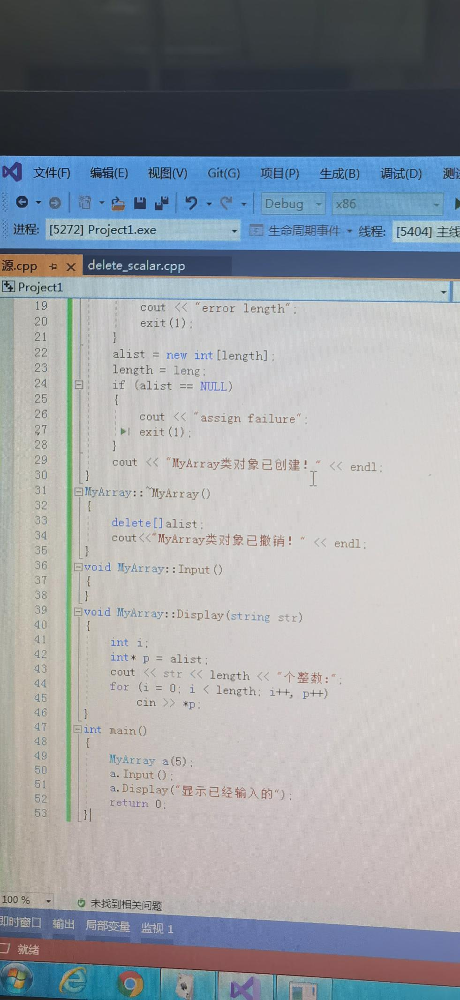 文件(F) 编辑(E) 视图(V) Git(G) 项目(P) 生成(B) 调试(D)
Debug x86
进程: [5272] Project1.exe 生命周期事件 线程: [5404] 主线
源.cpp delete_scalar.cpp
Project1
19 cout << "error length";
20 exit(1);
21 }
22 alist = new int[length];
23 length = leng;
24 if (alist == NULL)
25 {
26 cout << "assign failure";
27 exit(1);
28 }
29 cout << "MyArray类对象已创建！" << endl;
30 }
31 MyArray::~MyArray()
32 {
33 delete[]alist;
34 cout<<"MyArray类对象已撤销！" << endl;
35 }
36 void MyArray::Input()
37 {
38 }
39 void MyArray::Display(string str)
40 {
41 int i;
42 int* p = alist;
43 cout << str << length << "个整数:";
44 for (i = 0; i < length; i++, p++)
45 cin >> *p;
46 }
47 int main()
48 {
49 MyArray a(5);
50 a.Input();
51 a.Display("显示已经输入的");
52 return 0;
53 }
100 % 未找到相关问题
即时窗口 输出 局部变量 监视 1
就绪